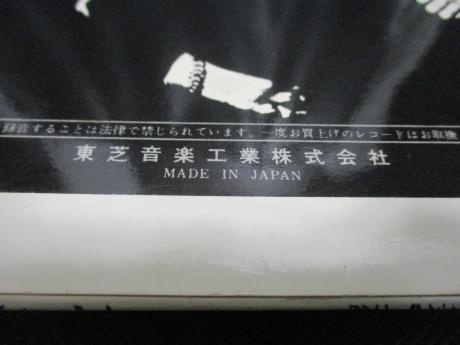 録音することは法律で禁じられています。一度お買上げのレコードはお取換
東芝音楽工業株式会社
MADE IN JAPAN